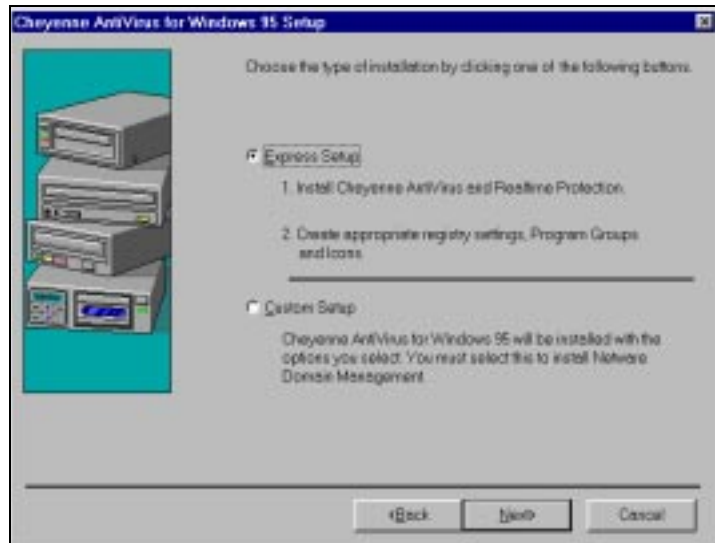 Cheyenne AntiVirus for Windows 95 Setup
Choose the type of installation by clicking one of the following buttons.
Express Setup
1. Install Cheyenne AntiVirus and Realtime Protection.
2. Create appropriate registry settings, Program Groups
and Icons
Custom Setup
Cheyenne AntiVirus for Windows 95 will be installed with the
options you select. You must select this to install Netware
Domain Management
<Back
Next>
Cancel